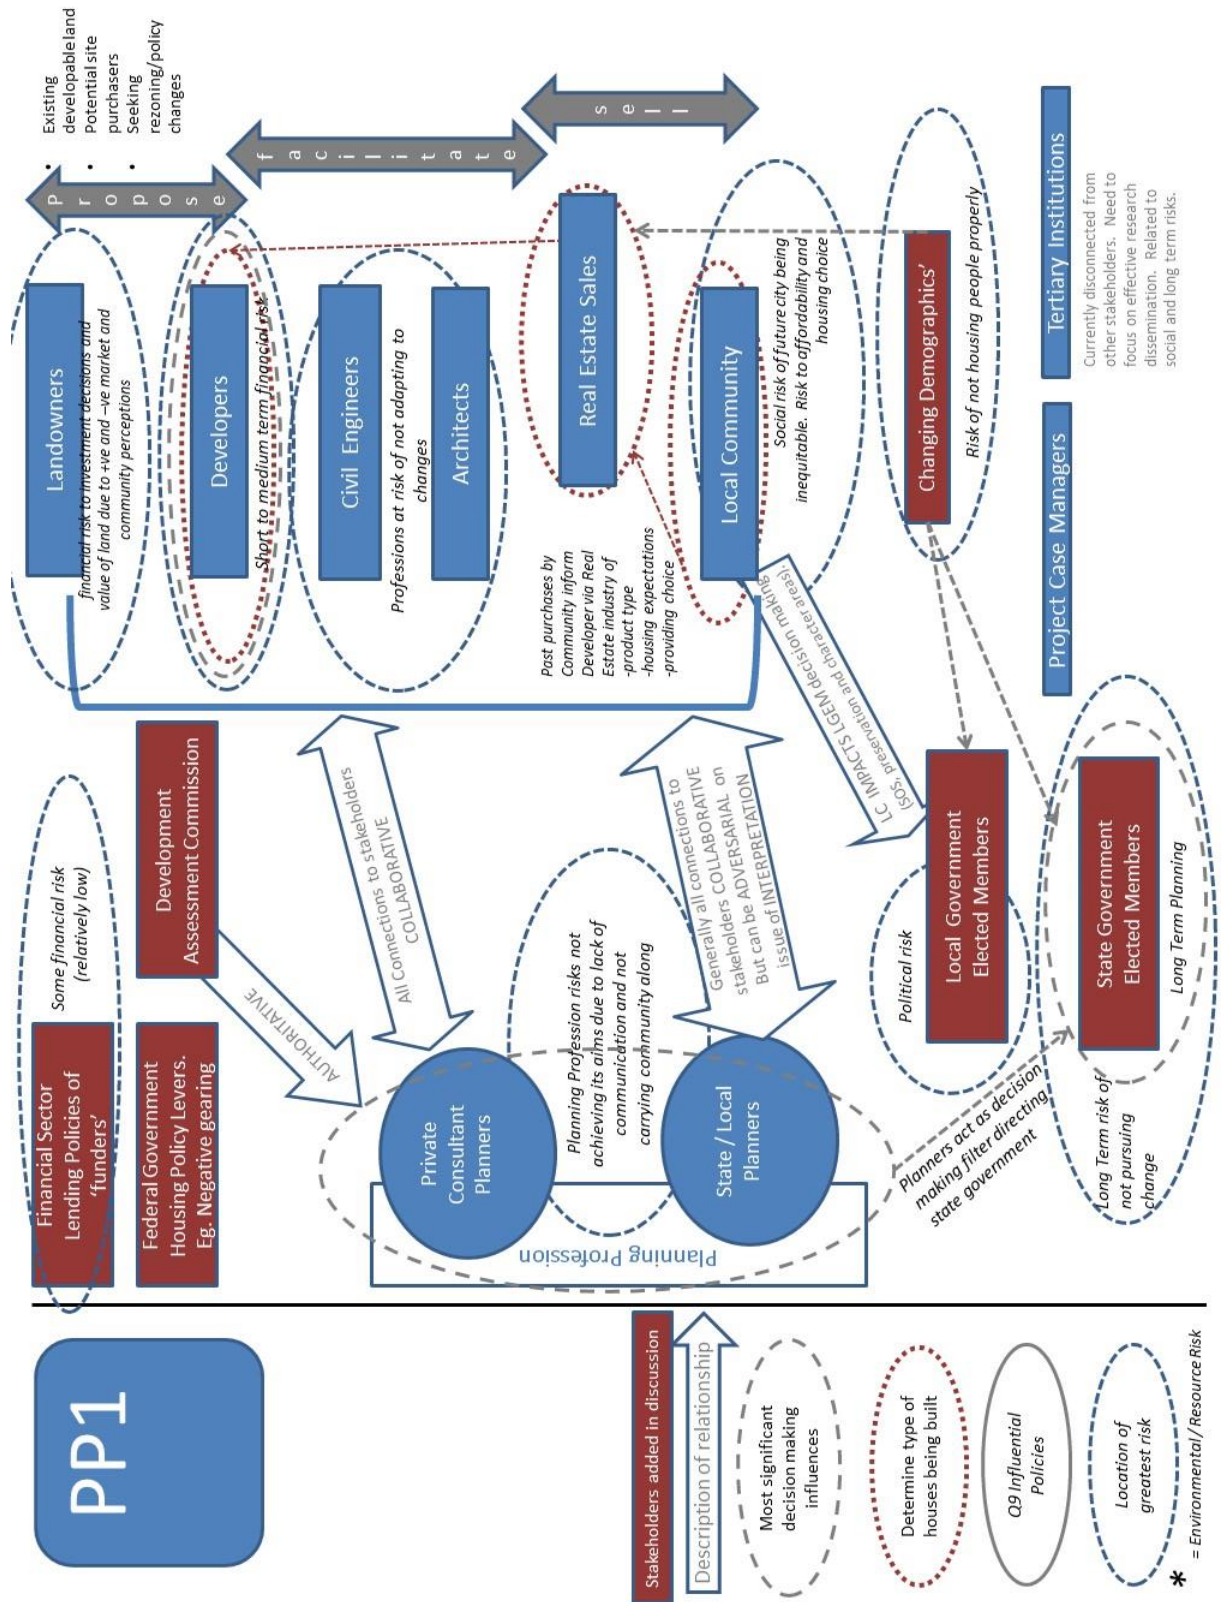 PP1
Stakeholders added in discussion
Description of relationship
Most significant
decision making
influences
Determine type of
houses being built
Q9 Influential
Policies
Location of
greatest risk
*
= Environmental/ Resource Risk
Financial Sector
Lending Policies of
‘funders’
Some financial risk
(relatively low)
Federal Government
Housing Policy Levers.
Eg. Negative gearing
Development
Assessment Commission
AUTHORITATIVE
Planning Profession
Private
Consultant
Planners
State / Local
Planners
Planning Profession risks not
achieving its aims due to lack of
communication and not
carrying community along
All Connections to stakeholders
COLLABORATIVE
Generally all connections to
stakeholders COLLABORATIVE
But can be ADVERSARIAL on
issue of INTERPRETATION
LC IMPACTS LGEM decision making
(SOS, preservation and character areas).
Planners act as decision
making filter directing
state government
Political risk
Local Government
Elected Members
State Government
Elected Members
Long Term Planning
Long Term risk of
not pursuing
change
Landowners
financial risk to investment decisions and
value of land due to +ve and –ve market and
community perceptions
Developers
Short to medium term financial risk
Civil Engineers
Professions at risk of not adapting to
changes
Architects
Past purchases by
Community inform
Developer via Real
Estate industry of
-product type
-housing expectations
-providing choice
Real Estate Sales
Local Community
Social risk of future city being
inequitable. Risk to affordability and
housing choice
Changing Demographics’
Risk of not housing people properly
Project Case Managers
Tertiary Institutions
Currently disconnected from
other stakeholders. Need to
focus on effective research
dissemination. Related to
social and long term risks.
Propose
facilitate
sell
• Existing
developable land
• Potential site
purchasers
• Seeking
rezoning/policy
changes